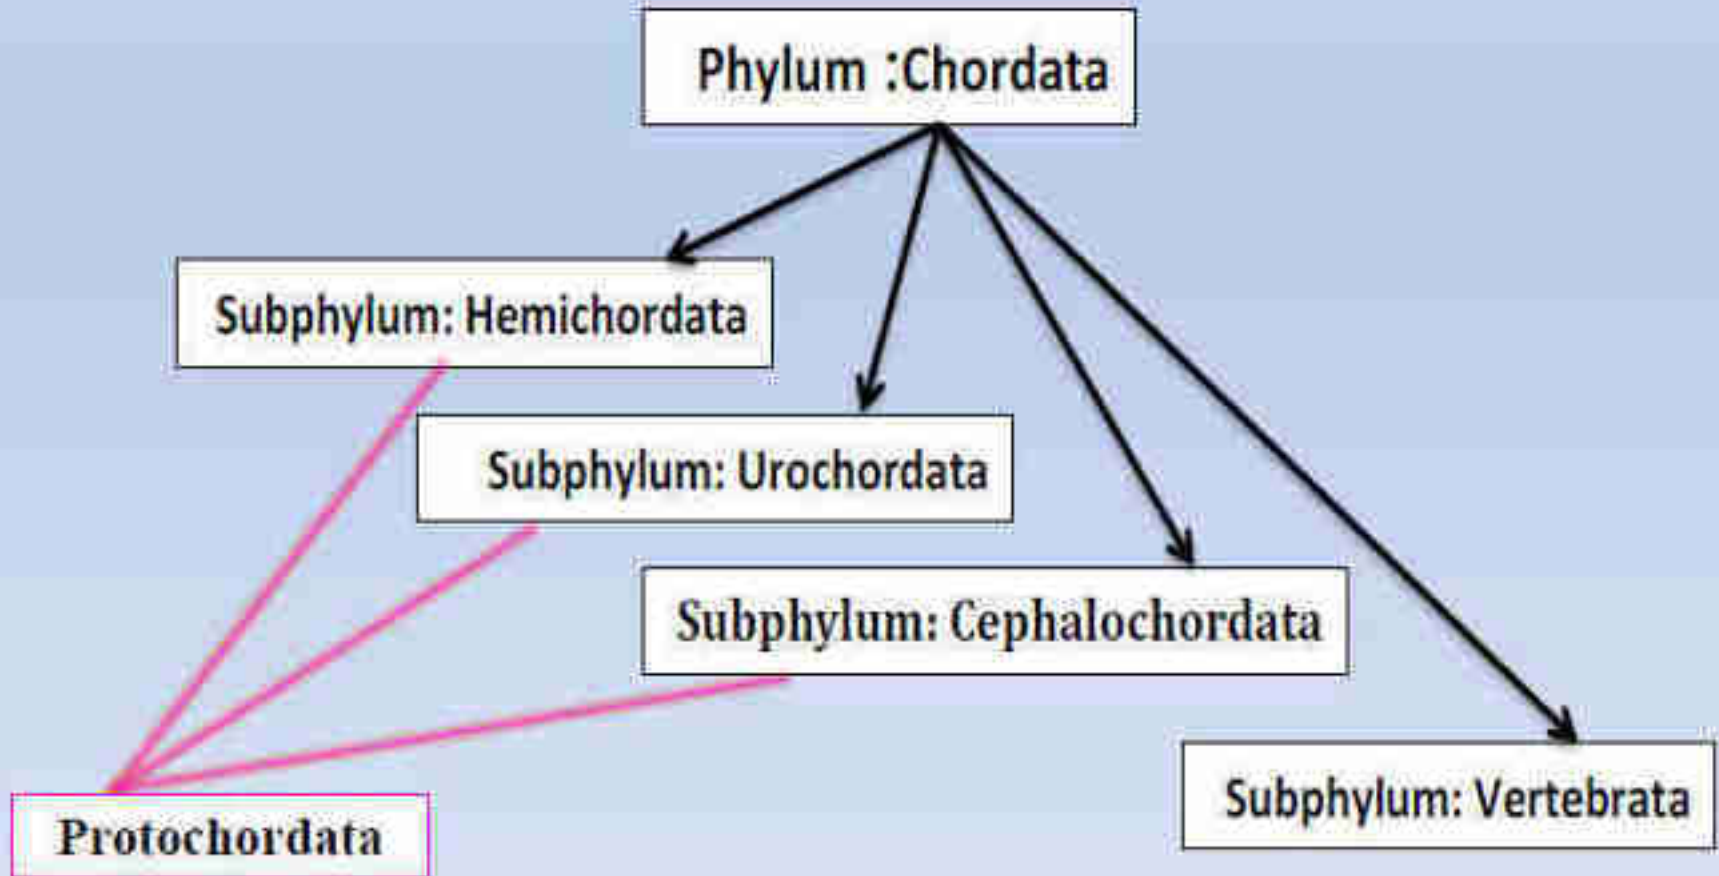 Phylum :Chordata
Subphylum: Hemichordata
Subphylum: Urochordata
Subphylum: Cephalochordata
Subphylum: Vertebrata
Protochordata